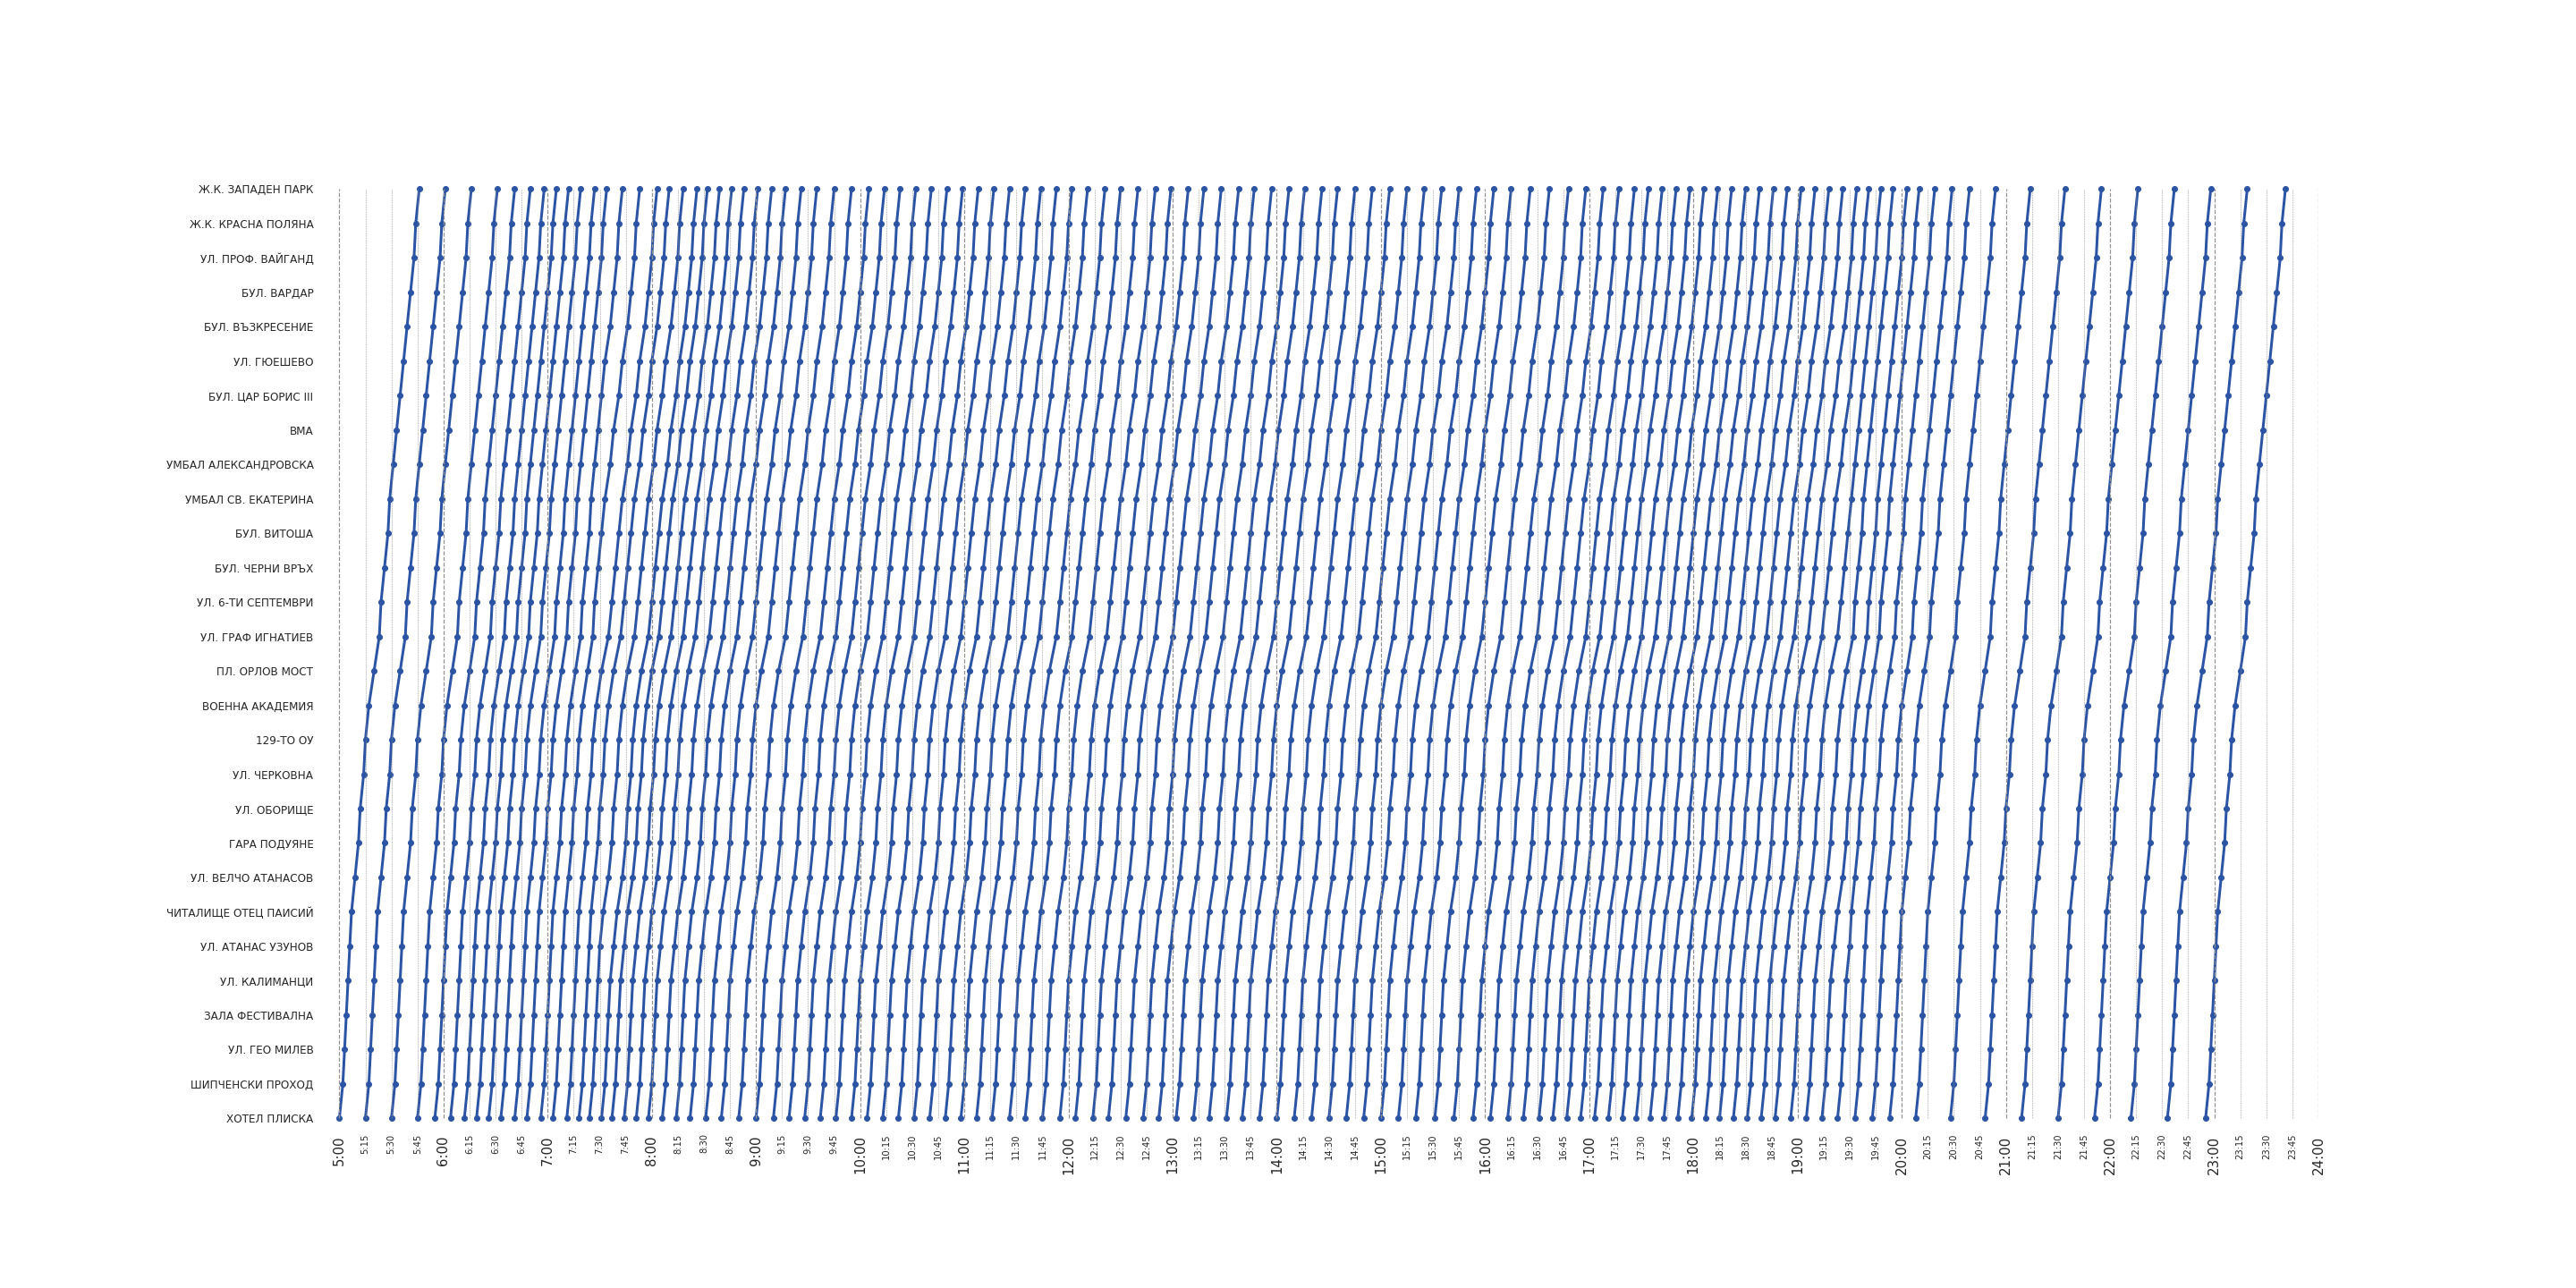 Ж.К. ЗАПАДЕН ПАРК
Ж.К. КРАСНА ПОЛЯНА
УЛ. ПРОФ. ВАЙГАНД
БУЛ. ВАРДАР
БУЛ. ВЪЗКРЕСЕНИЕ
УЛ. ГЮЕШЕВО
БУЛ. ЦАР БОРИС III
ВМА
УМБАЛ АЛЕКСАНДРОВСКА
УМБАЛ СВ. ЕКАТЕРИНА
БУЛ. ВИТОША
БУЛ. ЧЕРНИ ВРЪХ
УЛ. 6-ТИ СЕПТЕМВРИ
УЛ. ГРАФ ИГНАТИЕВ
ПЛ. ОРЛОВ МОСТ
ВОЕННА АКАДЕМИЯ
129-ТО ОУ
УЛ. ЧЕРКОВНА
УЛ. ОБОРИЩЕ
ГАРА ПОДУЯНЕ
УЛ. ВЕЛЧО АТАНАСОВ
ЧИТАЛИЩЕ ОТЕЦ ПАИСИЙ
УЛ. АТАНАС УЗУНОВ
УЛ. КАЛИМАНЦИ
ЗАЛА ФЕСТИВАЛНА
УЛ. ГЕО МИЛЕВ
ШИПЧЕНСКИ ПРОХОД
ХОТЕЛ ПЛИСКА
5:00 5:15 5:30 5:45 6:00 6:15 6:30 6:45 7:00 7:15 7:30 7:45 8:00 8:15 8:30 8:45 9:00 9:15 9:30 9:45 10:00 10:15 10:30 10:45 11:00 11:15 11:30 11:45 12:00 12:15 12:30 12:45 13:00 13:15 13:30 13:45 14:00 14:15 14:30 14:45 15:00 15:15 15:30 15:45 16:00 16:15 16:30 16:45 17:00 17:15 17:30 17:45 18:00 18:15 18:30 18:45 19:00 19:15 19:30 19:45 20:00 20:15 20:30 20:45 21:00 21:15 21:30 21:45 22:00 22:15 22:30 22:45 23:00 23:15 23:30 23:45 24:00